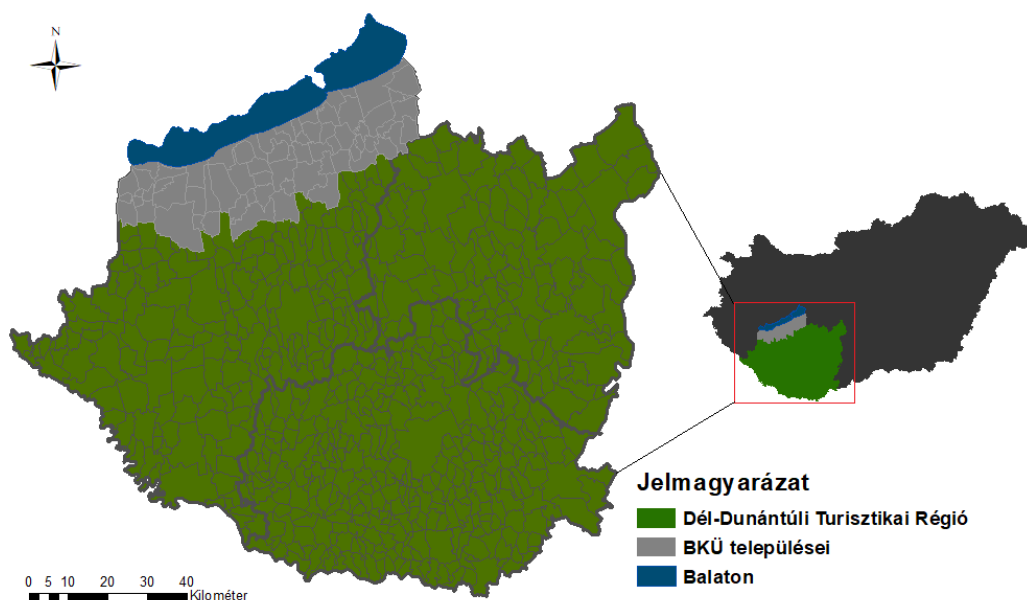 N
Jelmagyarázat
Dél-Dunántúli Turisztikai Régió
BKÜ települései
Balaton
0 5 10 20 30 40
Kilométer